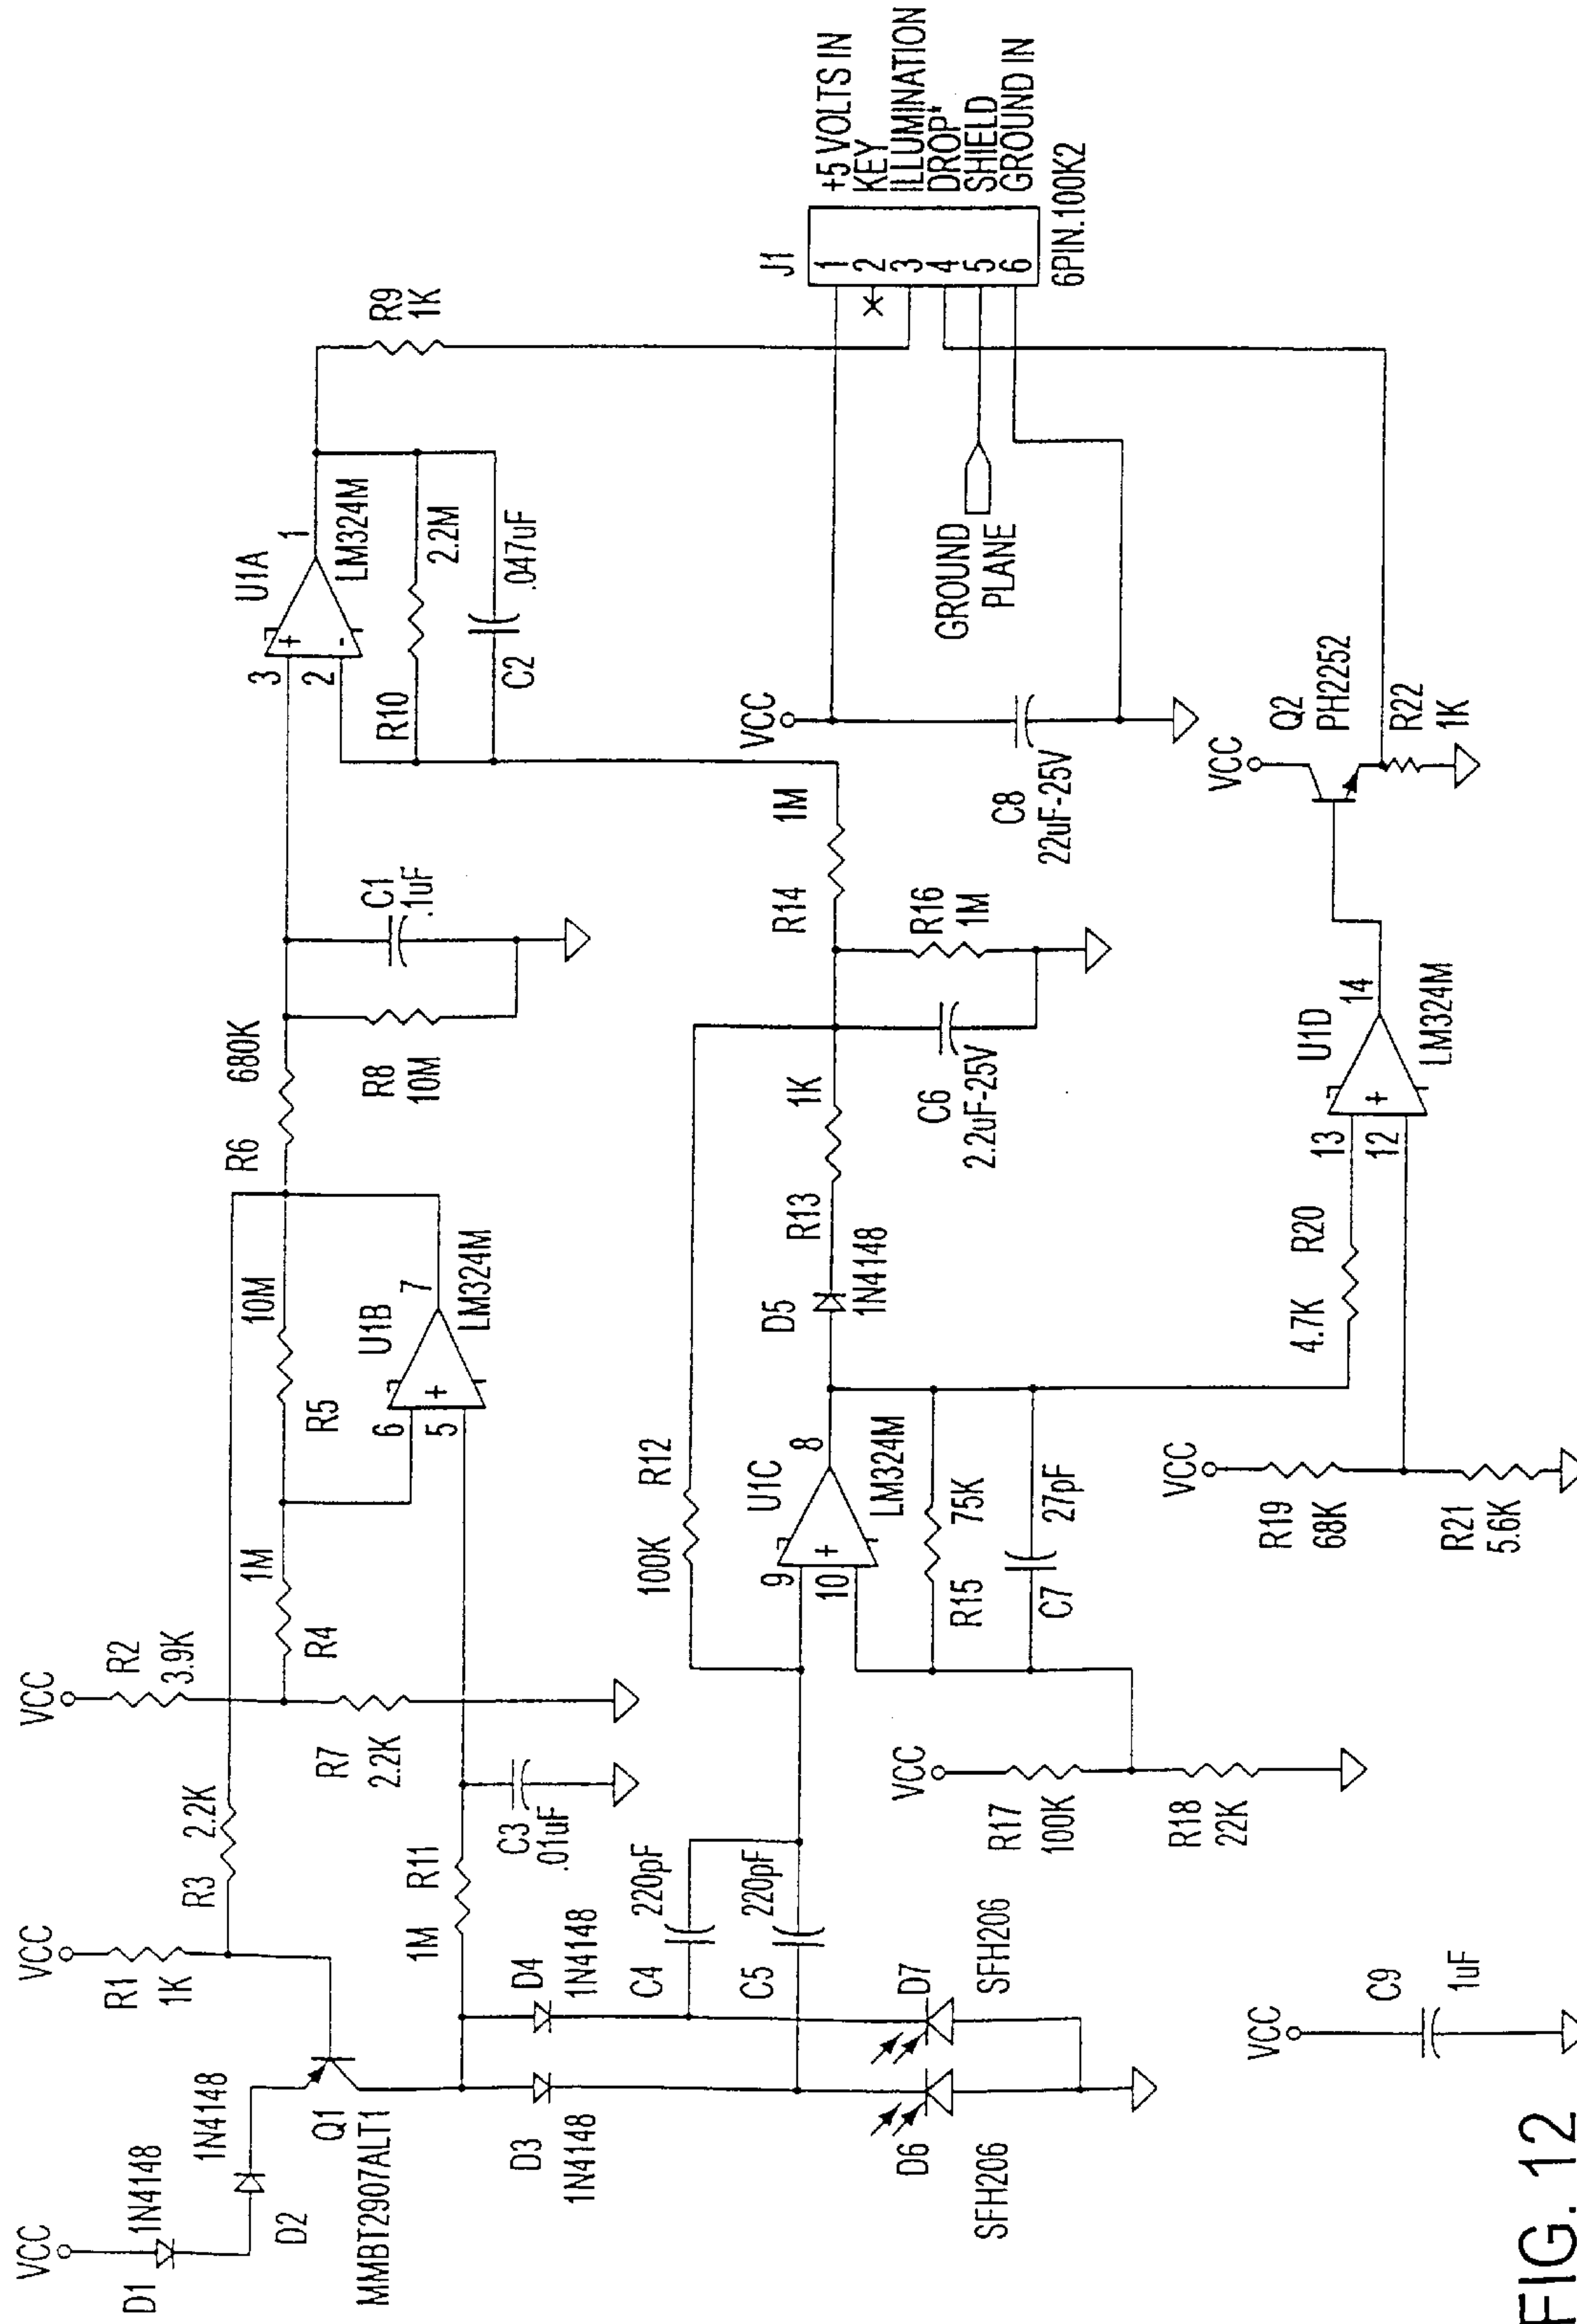 VCC
D1
1N4148
D2
1N4148
Q1
MMBT2907ALT1
VCC
R1
1K
R3
2.2K
VCC
R2
3.9K
R4
1M
R7
2.2K
R5
10M
6
5
+
U1B
7
LM324M
R6
680K
R8
10M
C1
.1uF
3
2
+
-
U1A
1
LM324M
R10
2.2M
C2
.047uF
R9
1K
1M
R11
C3
.01uF
D3
1N4148
D4
1N4148
C4
220pF
C5
220pF
D6
SFH206
D7
SFH206
100K
R12
9
10
+
U1C
8
LM324M
R15
75K
C7
27pF
VCC
R17
100K
R18
22K
D5
1N4148
R13
1K
C6
2.2uF-25V
R16
1M
R14
1M
VCC
C8
22uF-25V
GROUND
PLANE
J1
1
2
3
4
5
6
+5 VOLTS IN
KEY
ILLUMINATION
DROP*
SHIELD
GROUND IN
6PIN.100K2
VCC
R19
68K
R21
5.6K
4.7K
R20
13
12
+
U1D
14
LM324M
VCC
Q2
PH2252
R22
1K
VCC
C9
1uF
FIG. 12